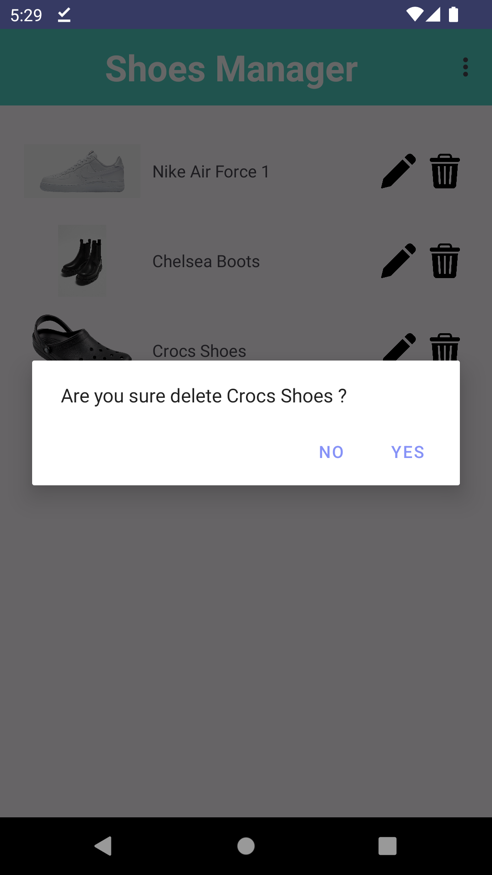 5:29
Shoes Manager
Nike Air Force 1
Chelsea Boots
Crocs Shoes
Are you sure delete Crocs Shoes ?
NO YES